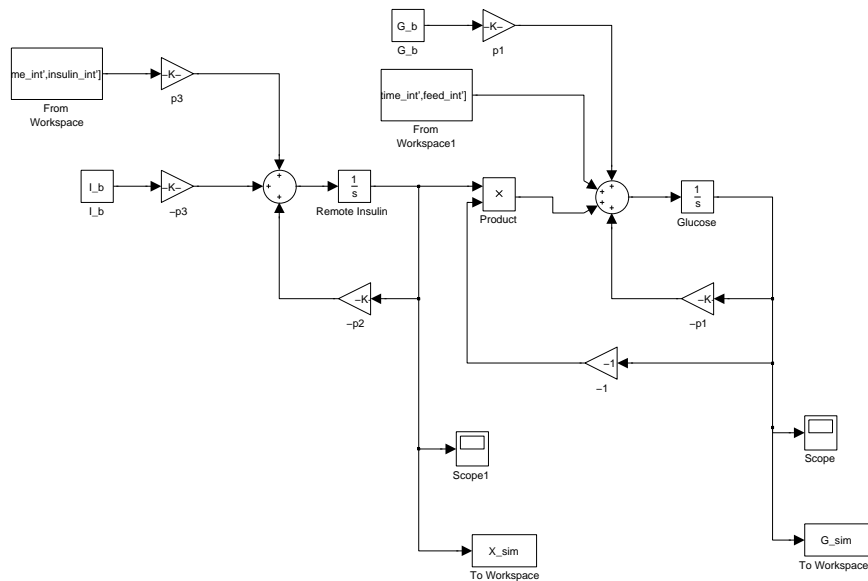 G_b
G_b
–K–
p1
me_int',insulin_int']
From
Workspace
–K–
p3
time_int',feed_int']
From
Workspace1
I_b
I_b
–K–
–p3
1
s
Remote Insulin
×
Product
1
s
Glucose
–K–
–p2
–K–
–p1
–1
–1
Scope1
Scope
X_sim
To Workspace
G_sim
To Workspace